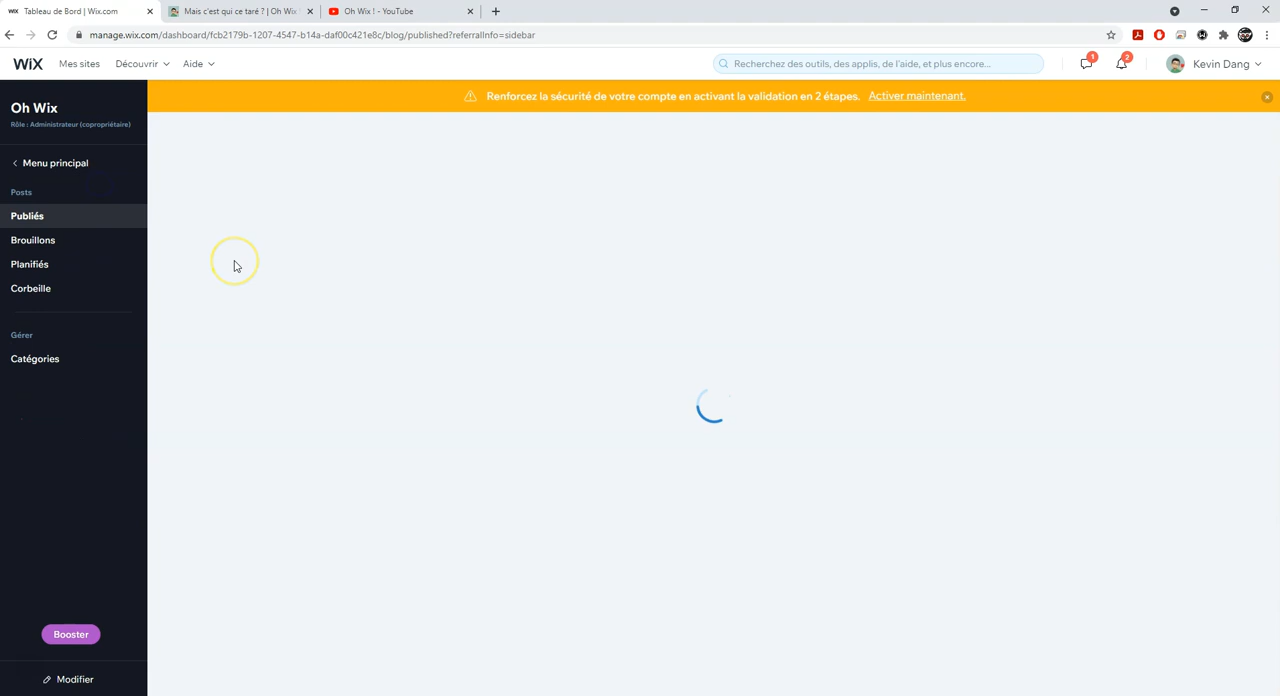 WIX Tableau de Bord | Wix.com
Mais c'est qui ce taré ? | Oh Wix !
Oh Wix ! - YouTube
manage.wix.com/dashboard/fcb2179b-1207-4547-b14a-daf00c421e8c/blog/published?referralInfo=sidebar
WiX
Mes sites
Découvrir
Aide
Recherchez des outils, des applis, de l'aide, et plus encore...
1
2
Kevin Dang
Oh Wix
Rôle : Administrateur (copropriétaire)
Renforcez la sécurité de votre compte en activant la validation en 2 étapes. Activer maintenant.
Menu principal
Posts
Publiés
Brouillons
Planifiés
Corbeille
Gérer
Catégories
Booster
Modifier